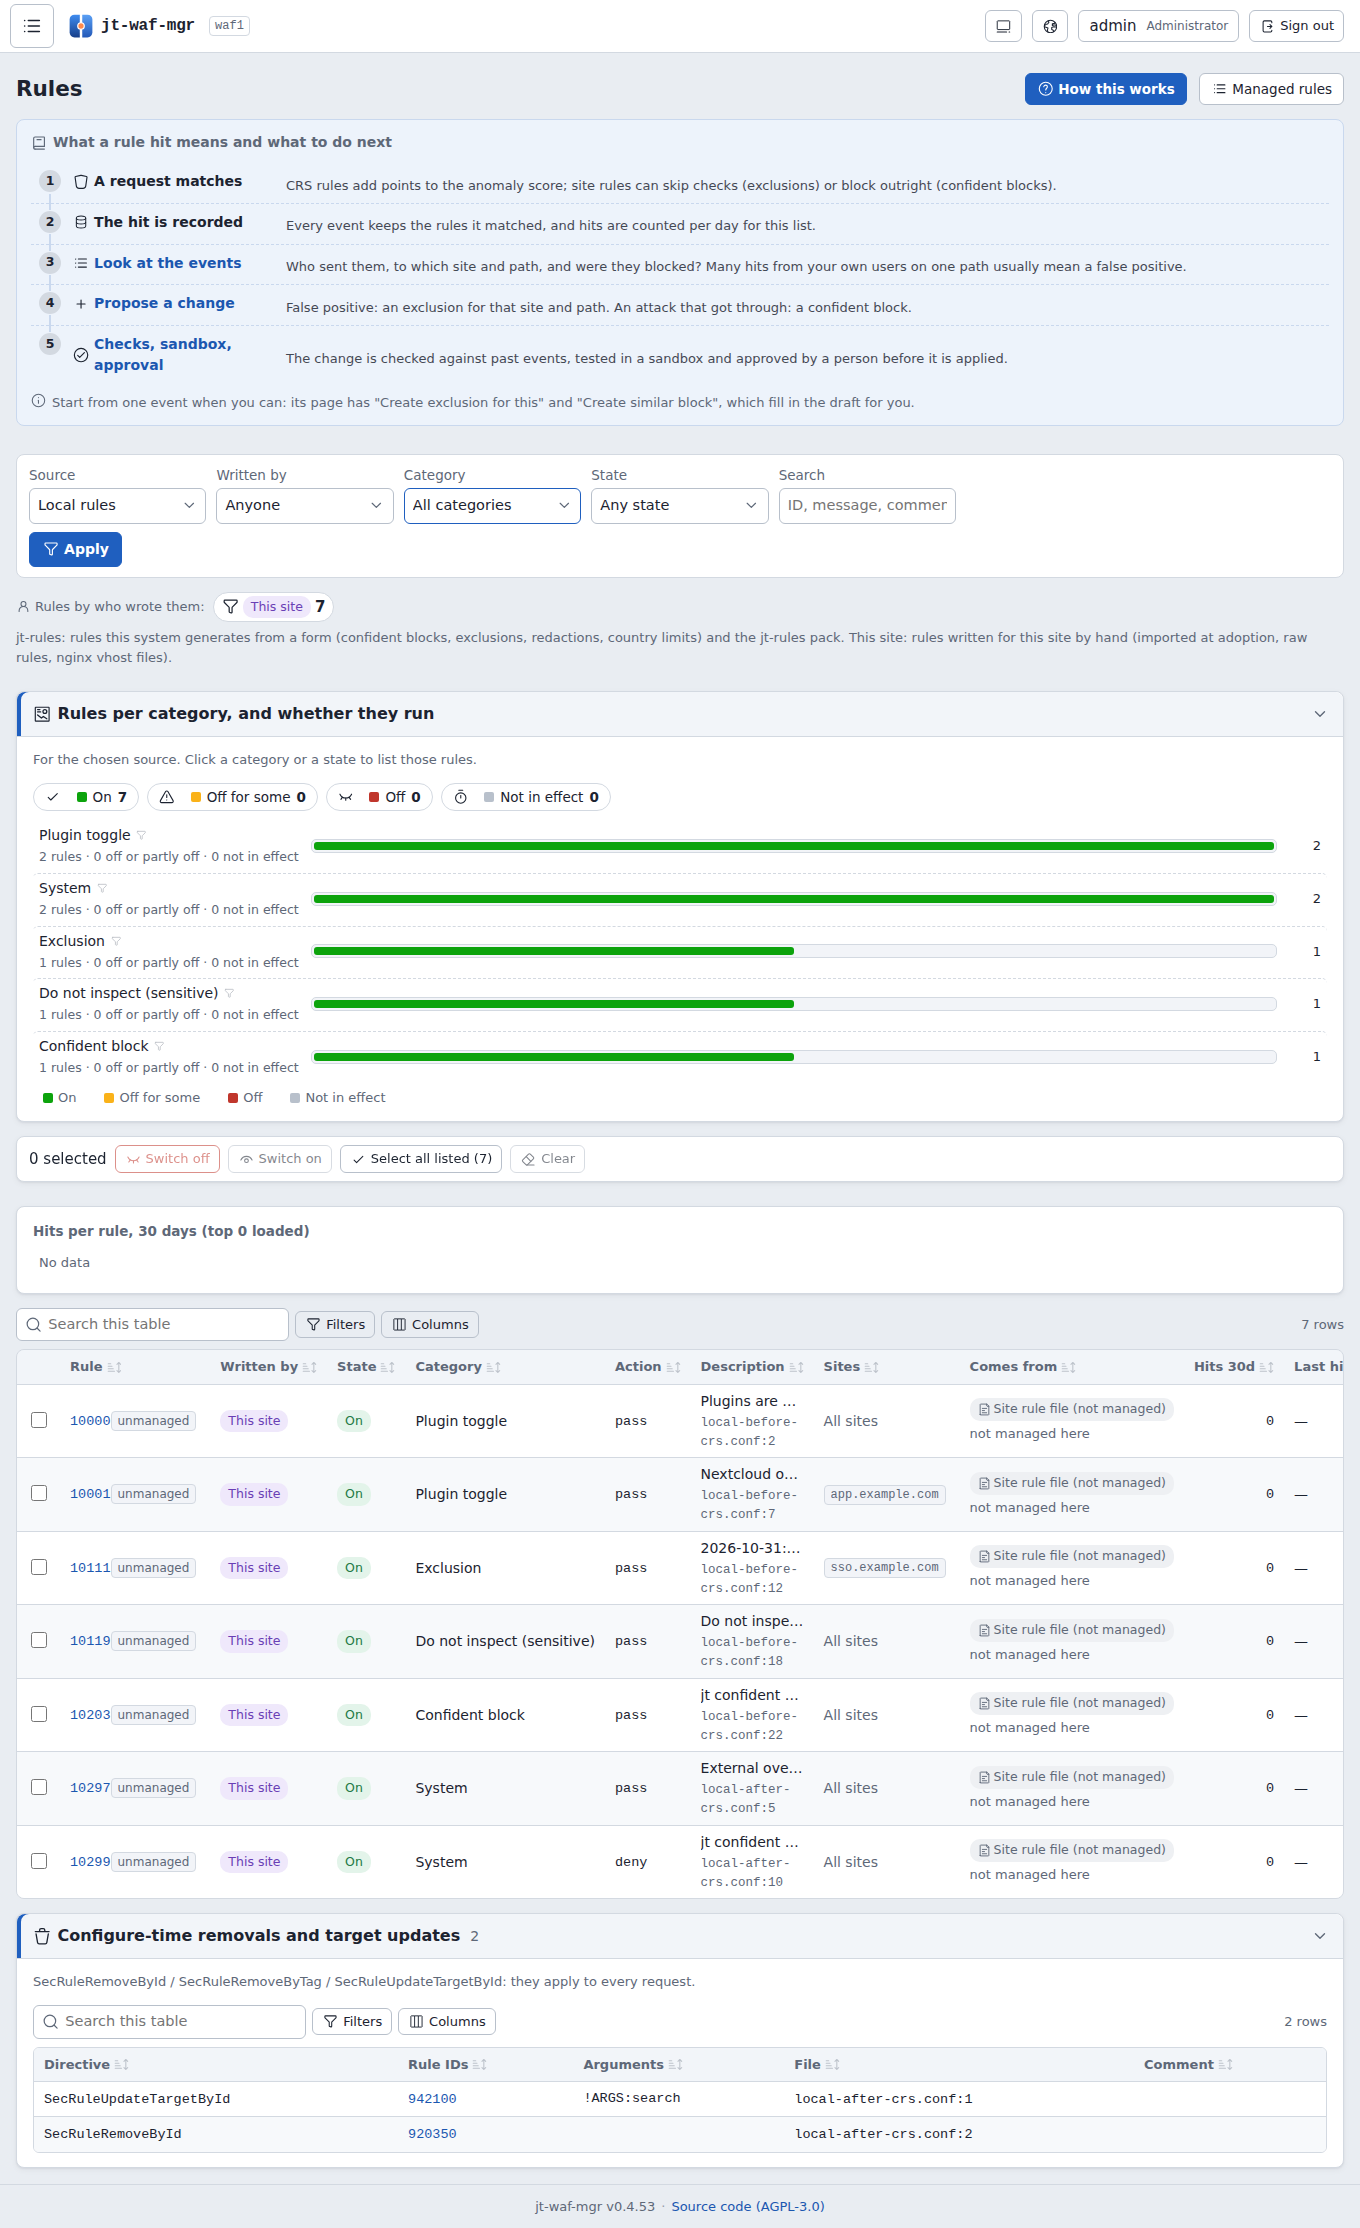 jt-waf-mgr waf1 admin Administrator Sign out
Rules How this works Managed rules
What a rule hit means and what to do next
1 A request matches CRS rules add points to the anomaly score; site rules can skip checks (exclusions) or block outright (confident blocks).
2 The hit is recorded Every event keeps the rules it matched, and hits are counted per day for this list.
3 Look at the events Who sent them, to which site and path, and were they blocked? Many hits from your own users on one path usually mean a false positive.
4 Propose a change False positive: an exclusion for that site and path. An attack that got through: a confident block.
5 Checks, sandbox, approval The change is checked against past events, tested in a sandbox and approved by a person before it is applied.
Start from one event when you can: its page has "Create exclusion for this" and "Create similar block", which fill in the draft for you.
Source Written by Category State Search
Local rules Anyone All categories Any state ID, message, commer
Apply
Rules by who wrote them: This site 7
jt-rules: rules this system generates from a form (confident blocks, exclusions, redactions, country limits) and the jt-rules pack. This site: rules written for this site by hand (imported at adoption, raw
rules, nginx vhost files).
Rules per category, and whether they run
For the chosen source. Click a category or a state to list those rules.
On 7 Off for some 0 Off 0 Not in effect 0
Plugin toggle
2 rules · 0 off or partly off · 0 not in effect 2
System
2 rules · 0 off or partly off · 0 not in effect 2
Exclusion
1 rules · 0 off or partly off · 0 not in effect 1
Do not inspect (sensitive)
1 rules · 0 off or partly off · 0 not in effect 1
Confident block
1 rules · 0 off or partly off · 0 not in effect 1
On Off for some Off Not in effect
0 selected Switch off Switch on Select all listed (7) Clear
Hits per rule, 30 days (top 0 loaded)
No data
Search this table Filters Columns 7 rows
Rule Written by State Category Action Description Sites Comes from Hits 30d Last hi
10000 unmanaged This site On Plugin toggle pass Plugins are … local-before-crs.conf:2 All sites Site rule file (not managed) not managed here 0 —
10001 unmanaged This site On Plugin toggle pass Nextcloud o… local-before-crs.conf:7 app.example.com Site rule file (not managed) not managed here 0 —
10111 unmanaged This site On Exclusion pass 2026-10-31:… local-before-crs.conf:12 sso.example.com Site rule file (not managed) not managed here 0 —
10119 unmanaged This site On Do not inspect (sensitive) pass Do not inspe… local-before-crs.conf:18 All sites Site rule file (not managed) not managed here 0 —
10203 unmanaged This site On Confident block pass jt confident … local-before-crs.conf:22 All sites Site rule file (not managed) not managed here 0 —
10297 unmanaged This site On System pass External ove… local-after-crs.conf:5 All sites Site rule file (not managed) not managed here 0 —
10299 unmanaged This site On System deny jt confident … local-after-crs.conf:10 All sites Site rule file (not managed) not managed here 0 —
Configure-time removals and target updates 2
SecRuleRemoveById / SecRuleRemoveByTag / SecRuleUpdateTargetById: they apply to every request.
Search this table Filters Columns 2 rows
Directive Rule IDs Arguments File Comment
SecRuleUpdateTargetById 942100 !ARGS:search local-after-crs.conf:1
SecRuleRemoveById 920350 local-after-crs.conf:2
jt-waf-mgr v0.4.53 · Source code (AGPL-3.0)